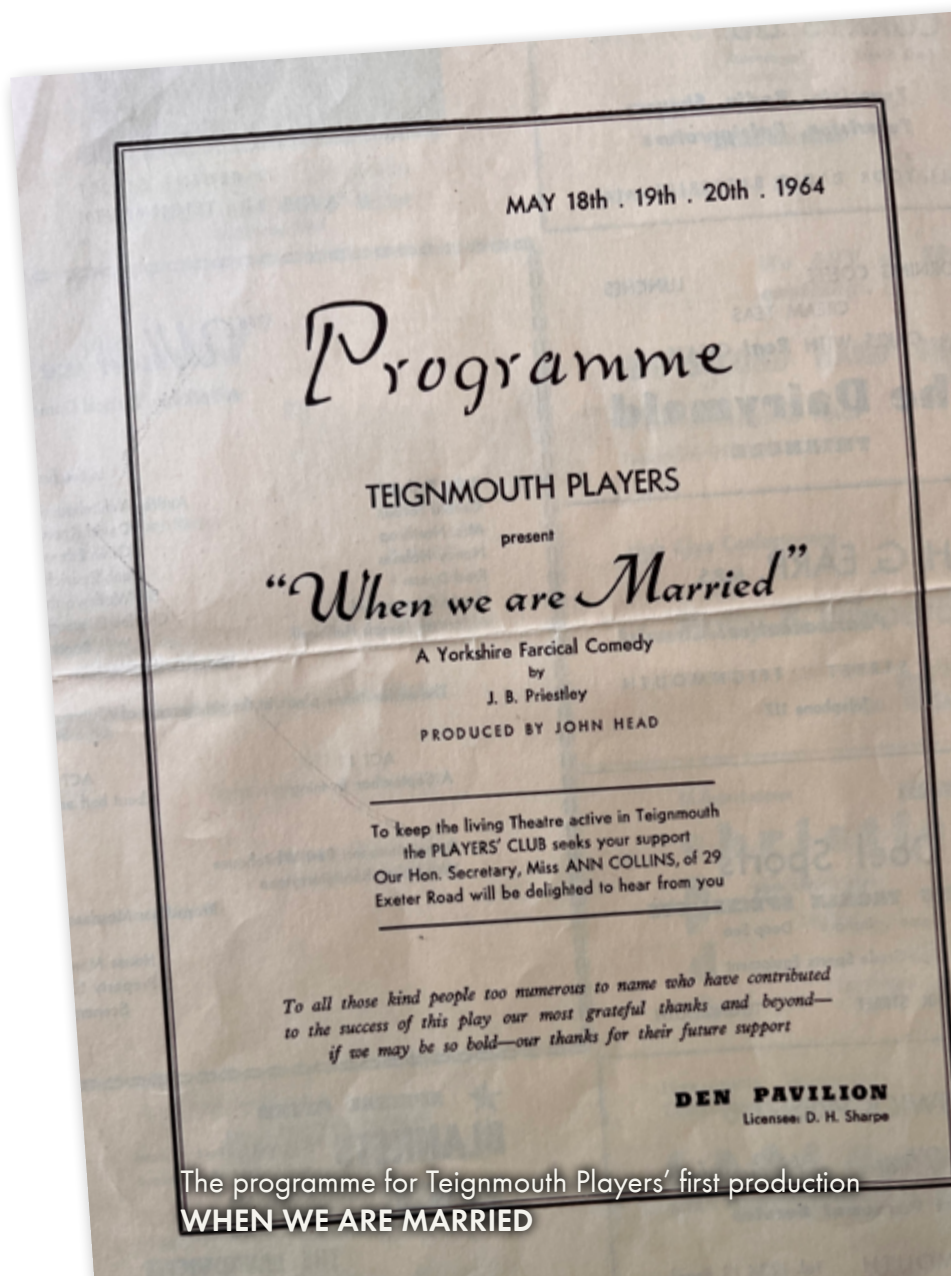 MAY 18th . 19th . 20th . 1964
Programme
TEIGNMOUTH PLAYERS
present
“When we are Married”
A Yorkshire Farcical Comedy
by
J. B. Priestley
PRODUCED BY JOHN HEAD
To keep the living Theatre active in Teignmouth
the PLAYERS’ CLUB seeks your support
Our Hon. Secretary, Miss ANN COLLINS, of 29
Exeter Road will be delighted to hear from you
To all those kind people too numerous to name who have contributed
to the success of this play our most grateful thanks and beyond—
if we may be so bold—our thanks for their future support
DEN PAVILION
Licensee: D. H. Sharpe
The programme for Teignmouth Players’ first production
WHEN WE ARE MARRIED